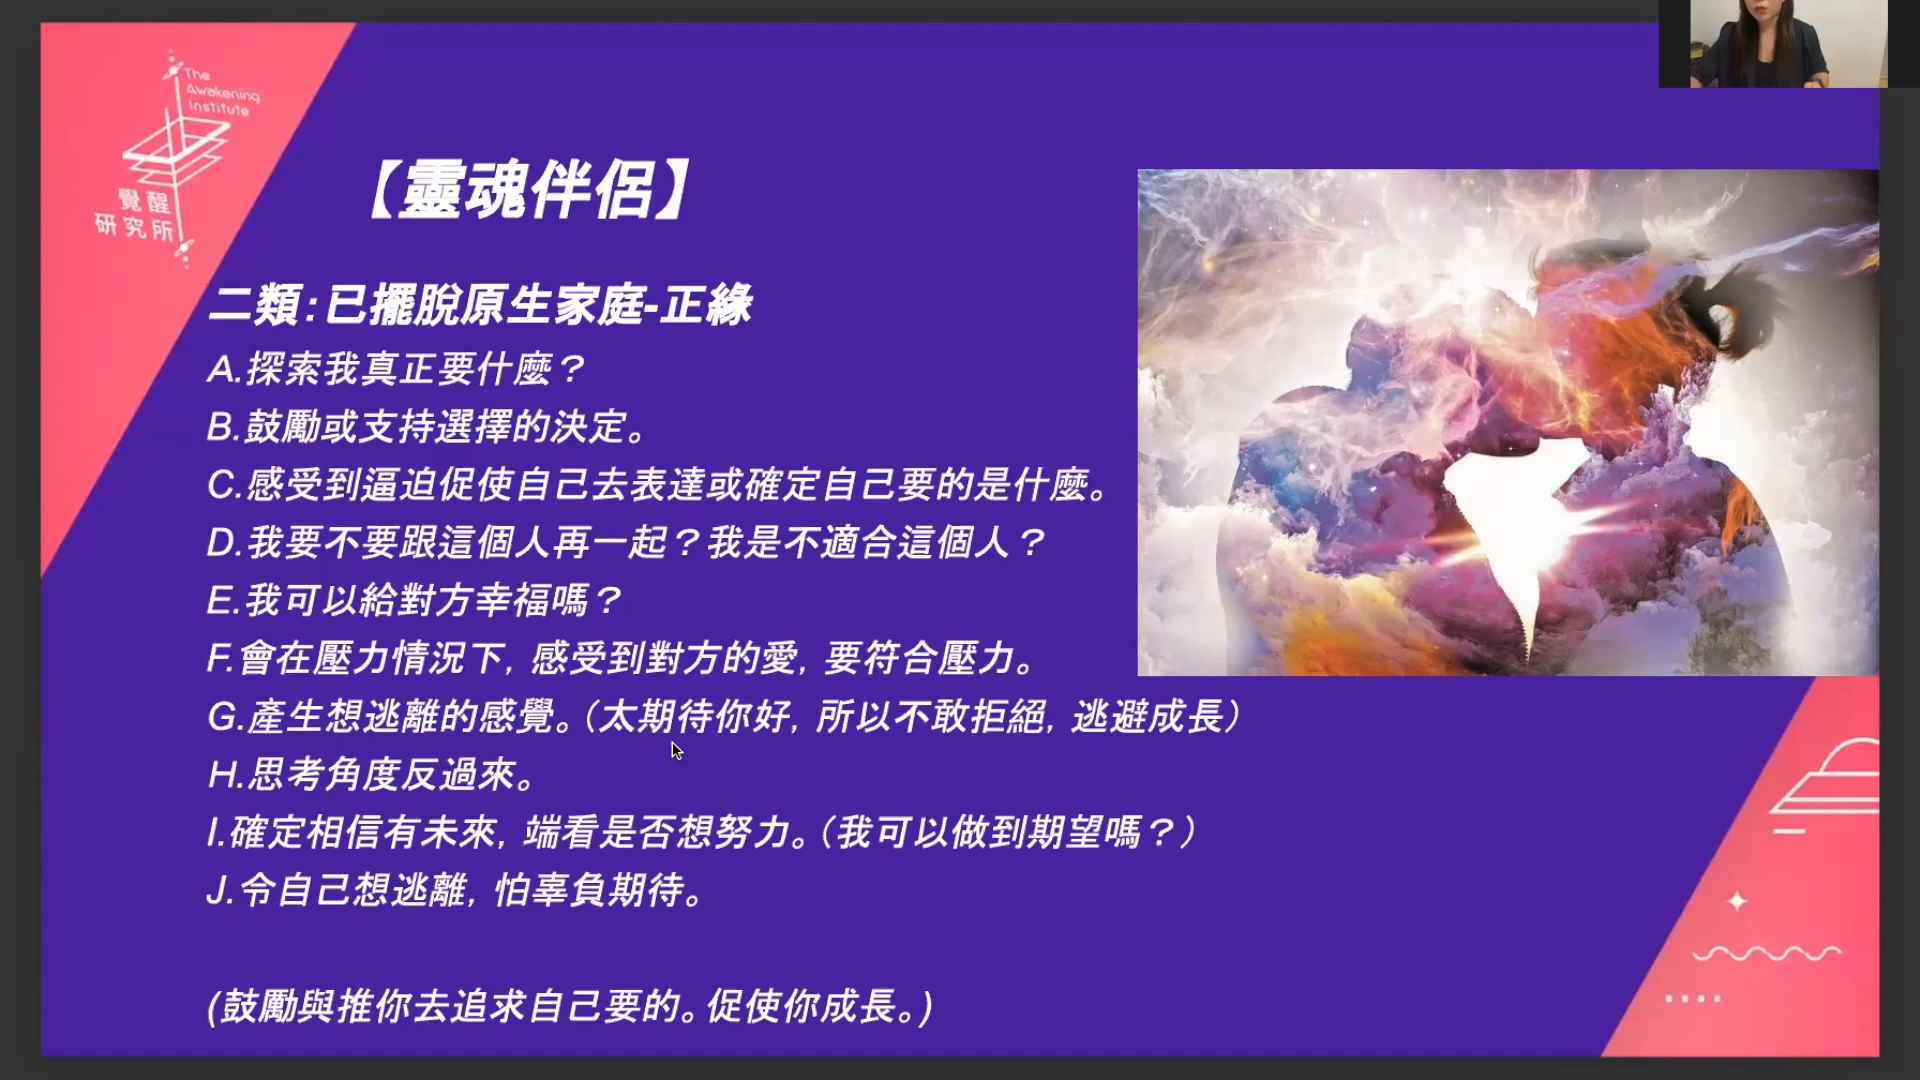 The
Awakening
Institute
覺醒
研究所
【靈魂伴侶】
二類:已擺脫原生家庭-正緣
A.探索我真正要什麼？
B.鼓勵或支持選擇的決定。
C.感受到逼迫促使自己去表達或確定自己要的是什麼。
D.我要不要跟這個人再一起？我是不適合這個人？
E.我可以給對方幸福嗎？
F.會在壓力情況下, 感受到對方的愛, 要符合壓力。
G.產生想逃離的感覺。(太期待你好, 所以不敢拒絕, 逃避成長)
H.思考角度反過來。
I.確定相信有未來, 端看是否想努力。(我可以做到期望嗎？)
J.令自己想逃離, 怕辜負期待。
(鼓勵與推你去追求自己要的。促使你成長。)